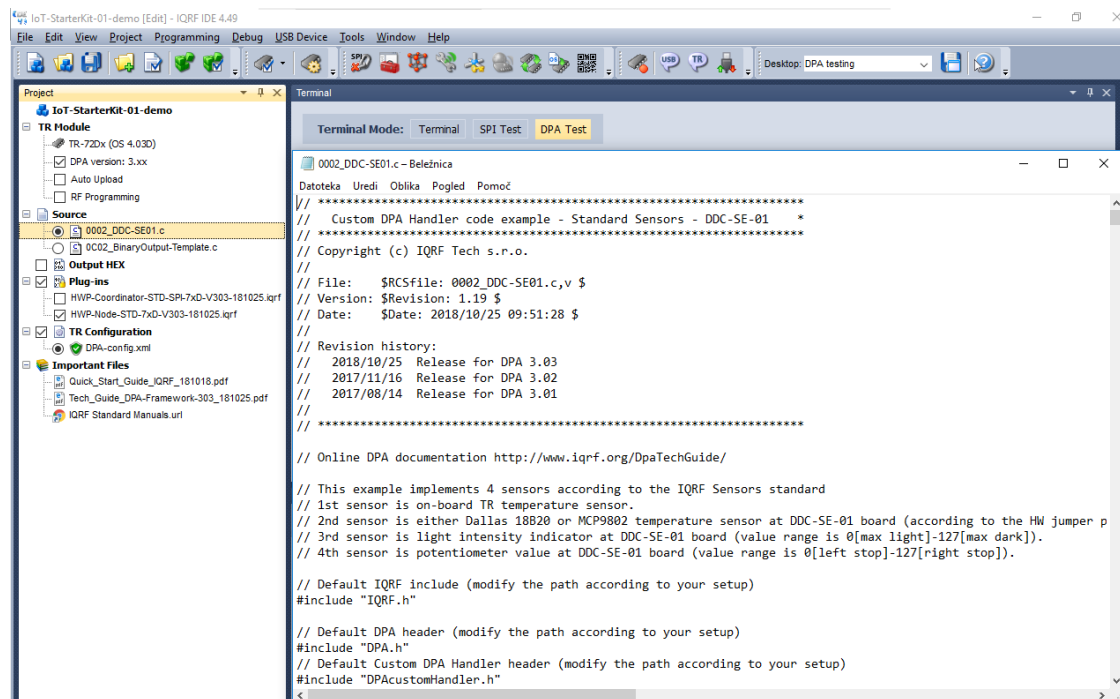 IoT-StarterKit-01-demo [Edit] - IQRF IDE 4.49
File Edit View Project Programming Debug USB Device Tools Window Help
Desktop: DPA testing
Project
Terminal
IoT-StarterKit-01-demo
TR Module
TR-72Dx (OS 4.03D)
DPA version: 3.xx
Auto Upload
RF Programming
Source
0002_DDC-SE01.c
0C02_BinaryOutput-Template.c
Output HEX
Plug-ins
HWP-Coordinator-STD-SPI-7xD-V303-181025.iqrf
HWP-Node-STD-7xD-V303-181025.iqrf
TR Configuration
DPA-config.xml
Important Files
Quick_Start_Guide_IQRF_181018.pdf
Tech_Guide_DPA-Framework-303_181025.pdf
IQRF Standard Manuals.url
Terminal Mode: Terminal SPI Test DPA Test
0002_DDC-SE01.c – Beležnica
Datoteka Uredi Oblika Pogled Pomoč
// *********************************************************************
//   Custom DPA Handler code example - Standard Sensors - DDC-SE-01    *
// *********************************************************************
// Copyright (c) IQRF Tech s.r.o.
//
// File:    $RCSfile: 0002_DDC-SE01.c,v $
// Version: $Revision: 1.19 $
// Date:    $Date: 2018/10/25 09:51:28 $
//
// Revision history:
//   2018/10/25  Release for DPA 3.03
//   2017/11/16  Release for DPA 3.02
//   2017/08/14  Release for DPA 3.01
//
// *********************************************************************
// Online DPA documentation http://www.iqrf.org/DpaTechGuide/
// This example implements 4 sensors according to the IQRF Sensors standard
// 1st sensor is on-board TR temperature sensor.
// 2nd sensor is either Dallas 18B20 or MCP9802 temperature sensor at DDC-SE-01 board (according to the HW jumper p
// 3rd sensor is light intensity indicator at DDC-SE-01 board (value range is 0[max light]-127[max dark]).
// 4th sensor is potentiometer value at DDC-SE-01 board (value range is 0[left stop]-127[right stop]).
// Default IQRF include (modify the path according to your setup)
#include "IQRF.h"
// Default DPA header (modify the path according to your setup)
#include "DPA.h"
// Default Custom DPA Handler header (modify the path according to your setup)
#include "DPAcustomHandler.h"